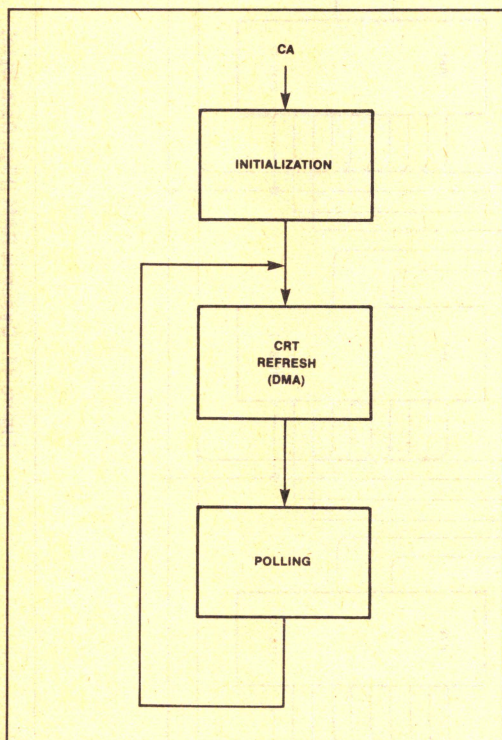 CA
INITIALIZATION
CRT
REFRESH
(DMA)
POLLING